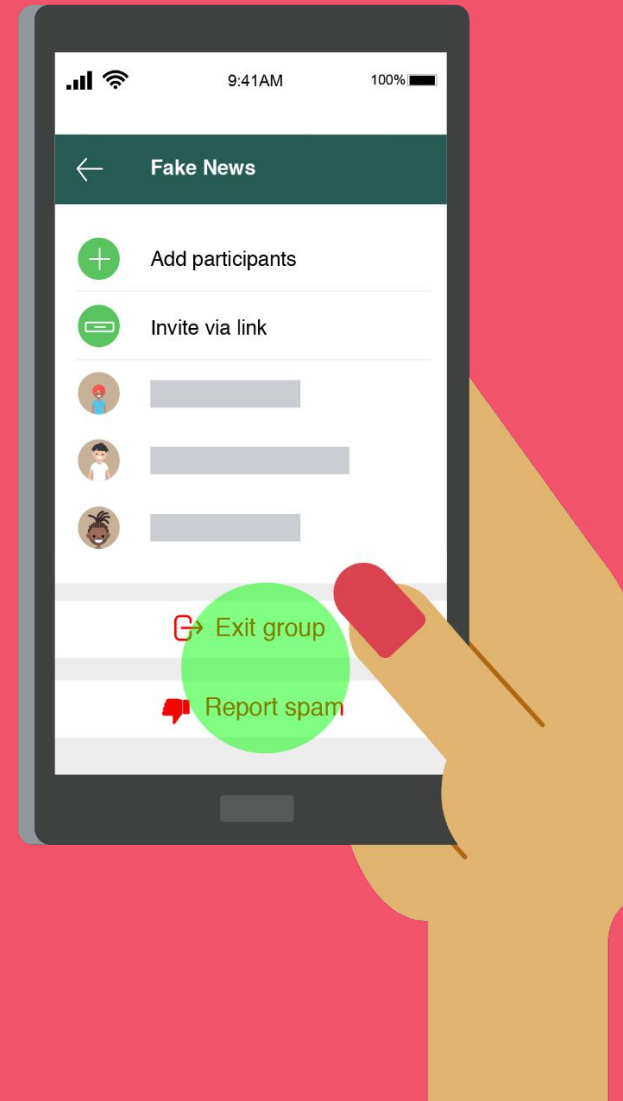 9:41AM 100%
Fake News
Add participants
Invite via link
Exit group
Report spam